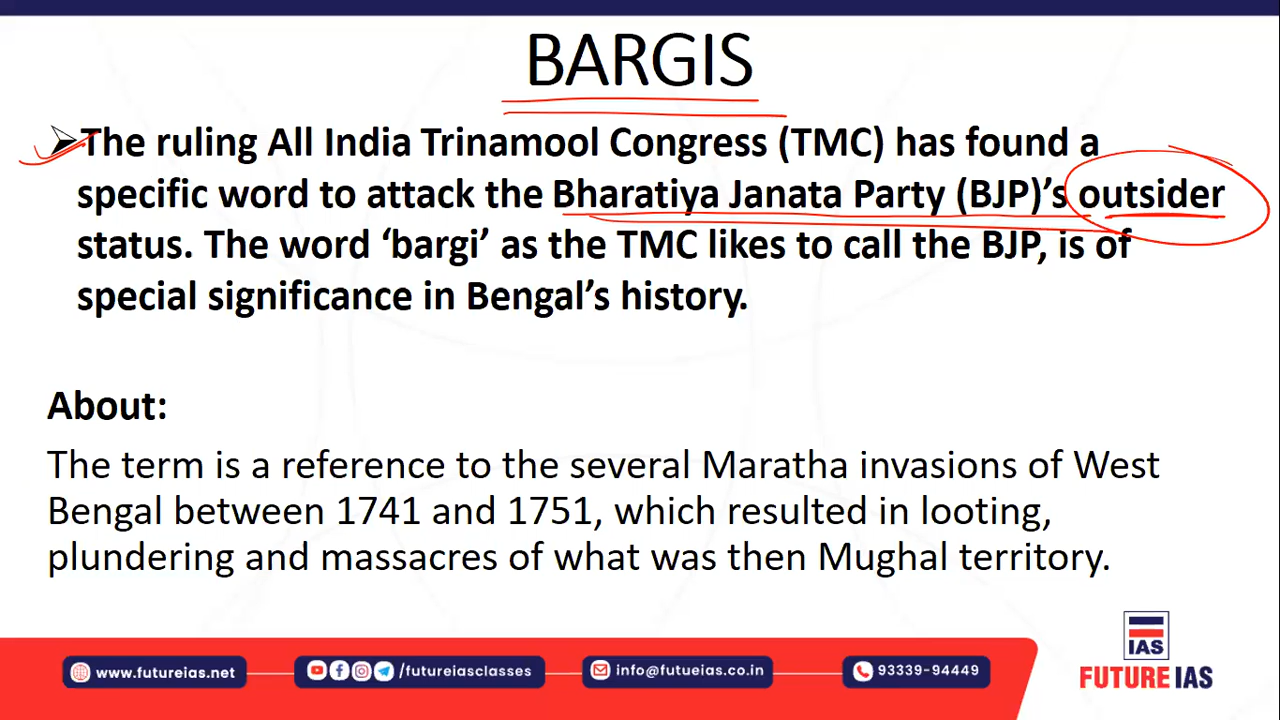 BARGIS
The ruling All India Trinamool Congress (TMC) has found a
specific word to attack the Bharatiya Janata Party (BJP)’s outsider
status. The word ‘bargi’ as the TMC likes to call the BJP, is of
special significance in Bengal’s history.
About:
The term is a reference to the several Maratha invasions of West
Bengal between 1741 and 1751, which resulted in looting,
plundering and massacres of what was then Mughal territory.
www.futureias.net
/futureiasclasses
info@futueias.co.in
93339-94449
IAS
FUTURE IAS